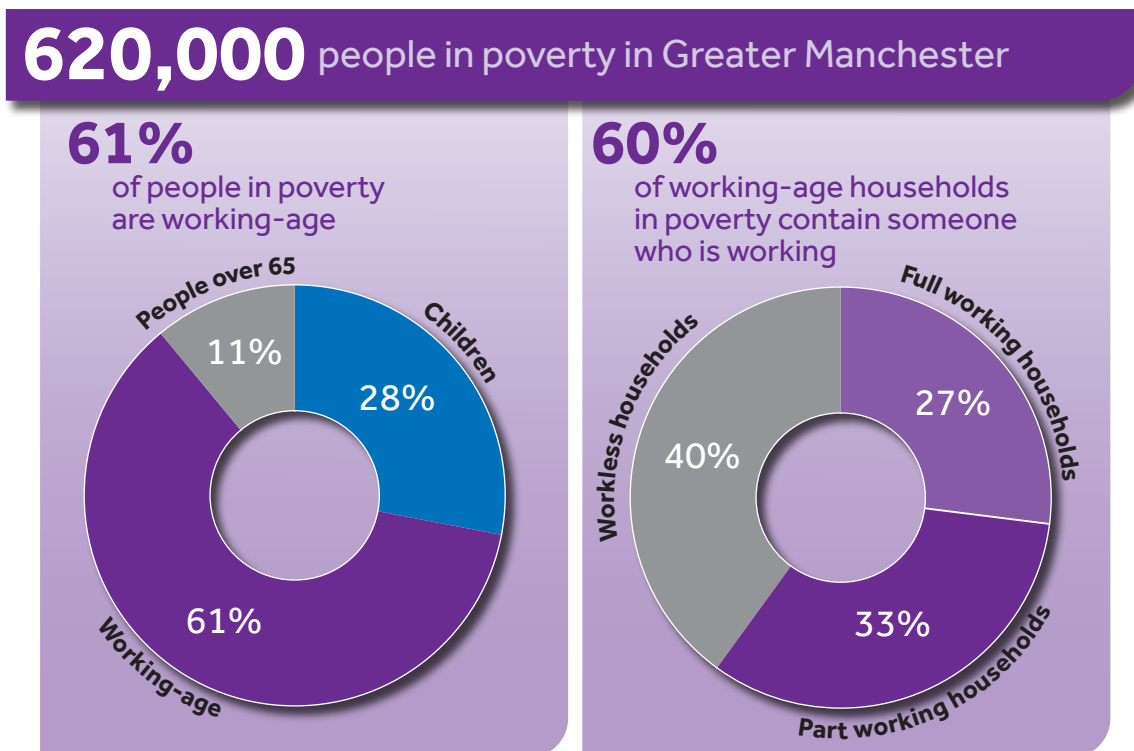 620,000 people in poverty in Greater Manchester
61%
of people in poverty
are working-age
People over 65
Children
11%
28%
61%
Working-age
60%
of working-age households
in poverty contain someone
who is working
Full working households
Workless households
27%
40%
33%
Part working households